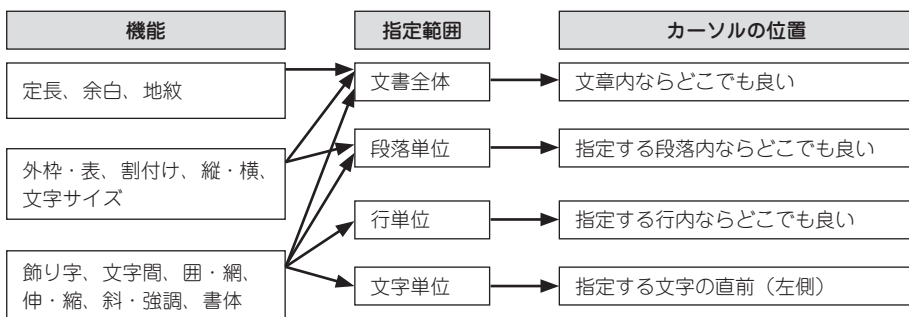 機能
指定範囲
カーソルの位置
定長、余白、地紋
文書全体
文章内ならどこでも良い
外枠・表、割付け、縦・横、
文字サイズ
段落単位
指定する段落内ならどこでも良い
行単位
指定する行内ならどこでも良い
飾り字、文字間、囲・網、
伸・縮、斜・強調、書体
文字単位
指定する文字の直前（左側）